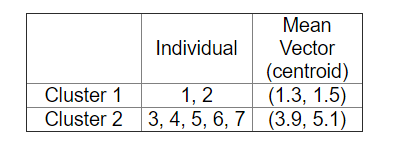 Individual Mean
Vector
(centroid)
Cluster 1 1, 2 (1.3, 1.5)
Cluster 2 3, 4, 5, 6, 7 (3.9, 5.1)